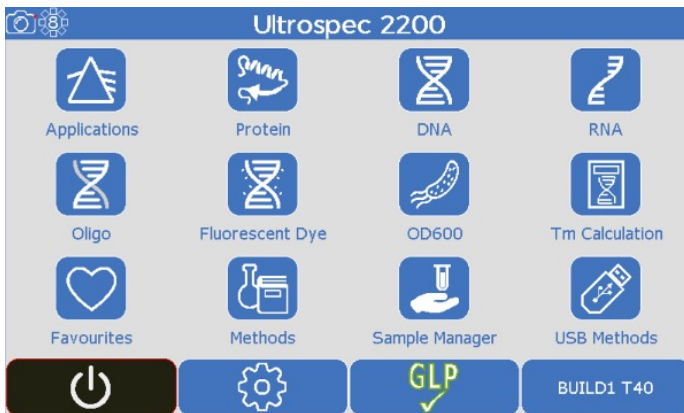 8 Ultrospec 2200
Applications Protein DNA RNA
Oligo Fluorescent Dye OD600 Tm Calculation
Favourites Methods Sample Manager USB Methods
GLP BUILD1 T40